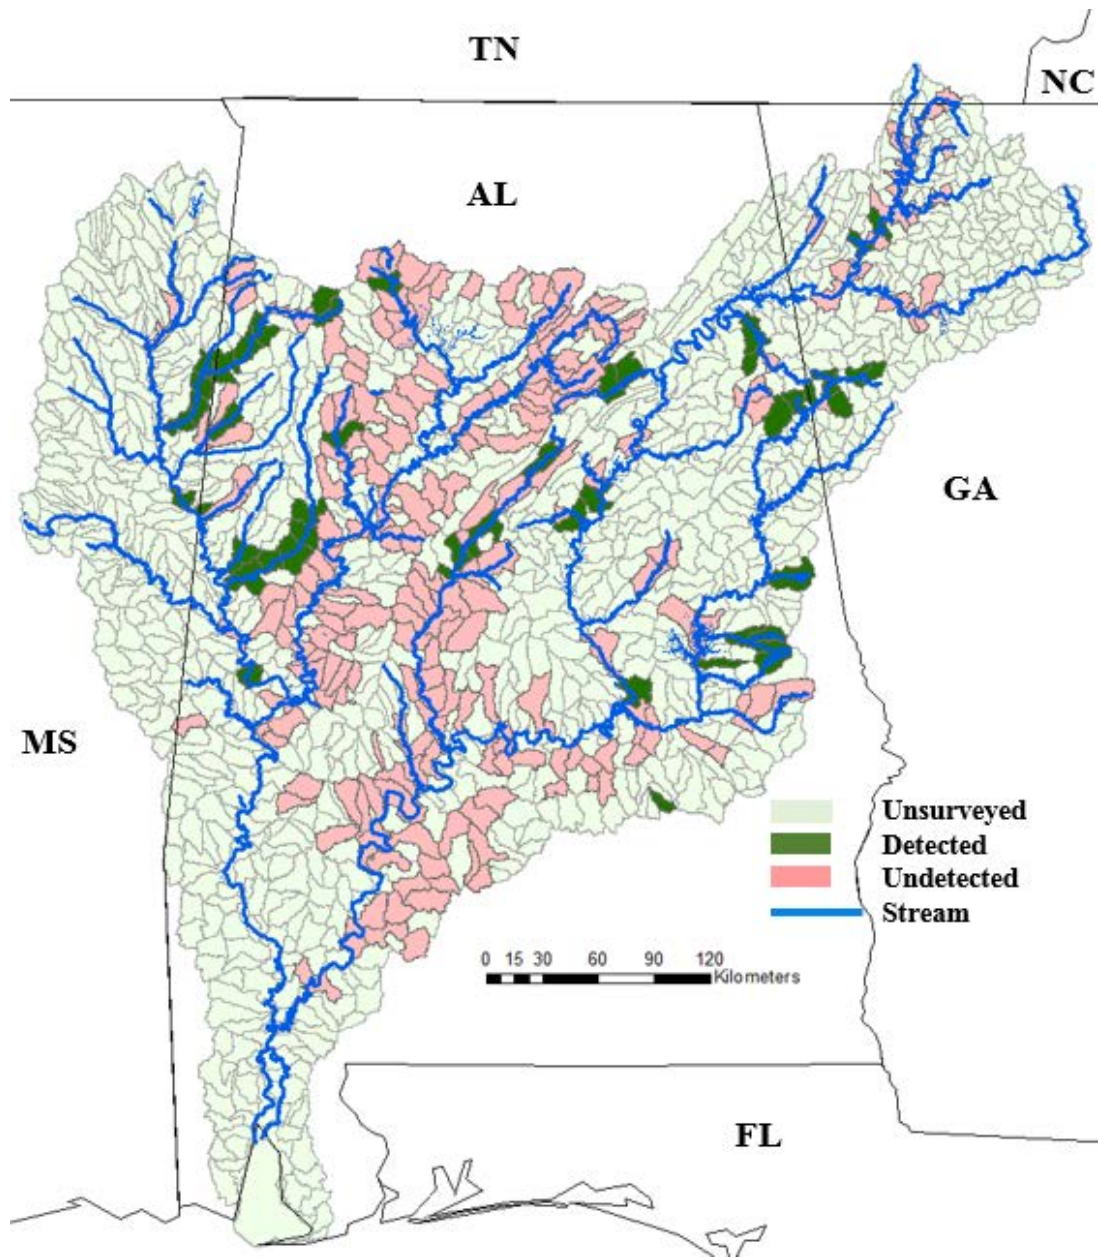 TN
NC
AL
GA
MS
Unsurveyed
Detected
Undetected
Stream
0 15 30 60 90 120
Kilometers
FL